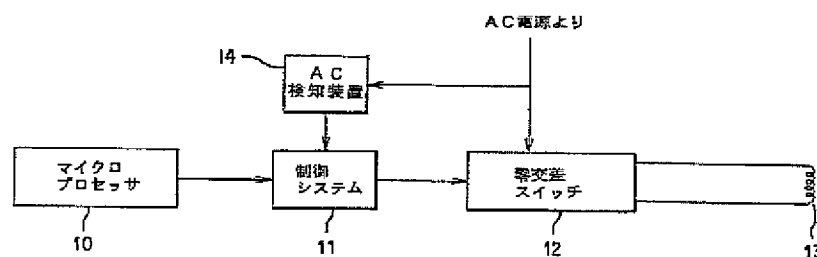 AC電源より
14
AC
検知装置
マイクロ
プロセッサ
制御
システム
零交差
スイッチ
10
11
12
13